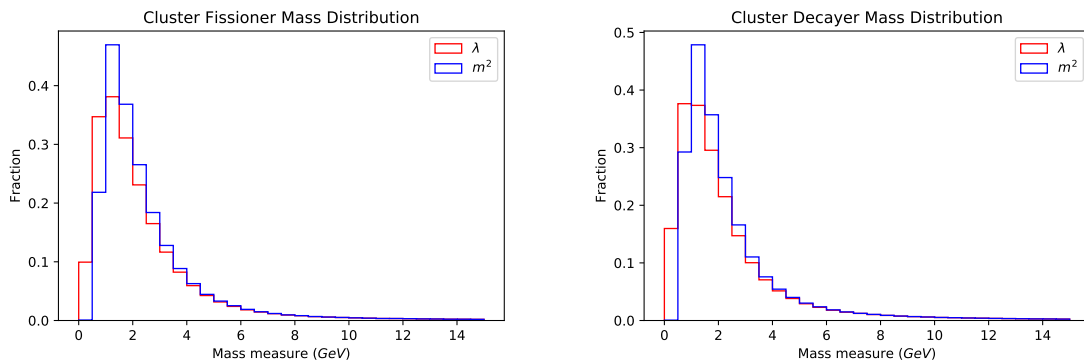 Cluster Fissioner Mass Distribution
λ
m²
0.4
0.3
0.2
0.1
0.0
Fraction
0 2 4 6 8 10 12 14
Mass measure (GeV)
Cluster Decayer Mass Distribution
λ
m²
0.5
0.4
0.3
0.2
0.1
0.0
Fraction
0 2 4 6 8 10 12 14
Mass measure (GeV)